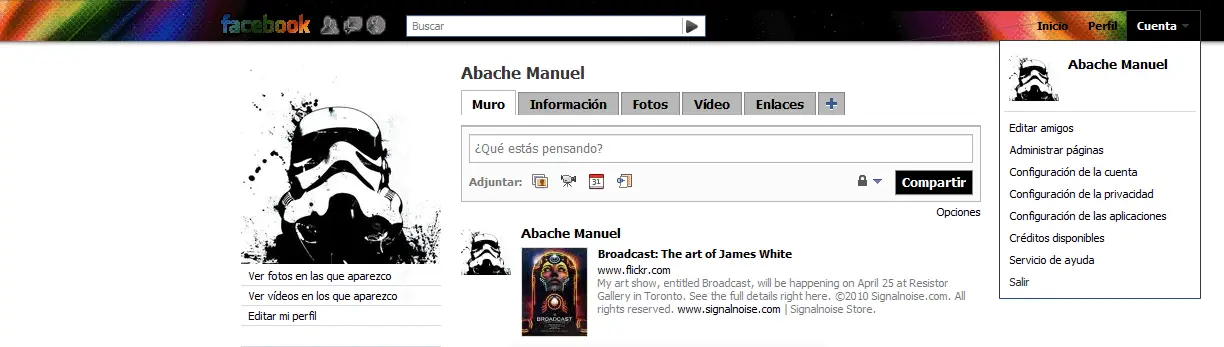 facebook
Buscar
Inicio Perfil Cuenta
Abache Manuel
Editar amigos
Administrar páginas
Configuración de la cuenta
Configuración de la privacidad
Configuración de las aplicaciones
Créditos disponibles
Servicio de ayuda
Salir
Ver fotos en las que aparezco
Ver vídeos en los que aparezco
Editar mi perfil
Abache Manuel
Muro Información Fotos Vídeo Enlaces +
¿Qué estás pensando?
Adjuntar: 31 Compartir
Opciones
Abache Manuel
BROADCAST
Broadcast: The art of James White
www.flickr.com
My art show, entitled Broadcast, will be happening on April 25 at Resistor
Gallery in Toronto. See the full details right here. ©2010 Signalnoise.com. All
rights reserved. www.signalnoise.com | Signalnoise Store.